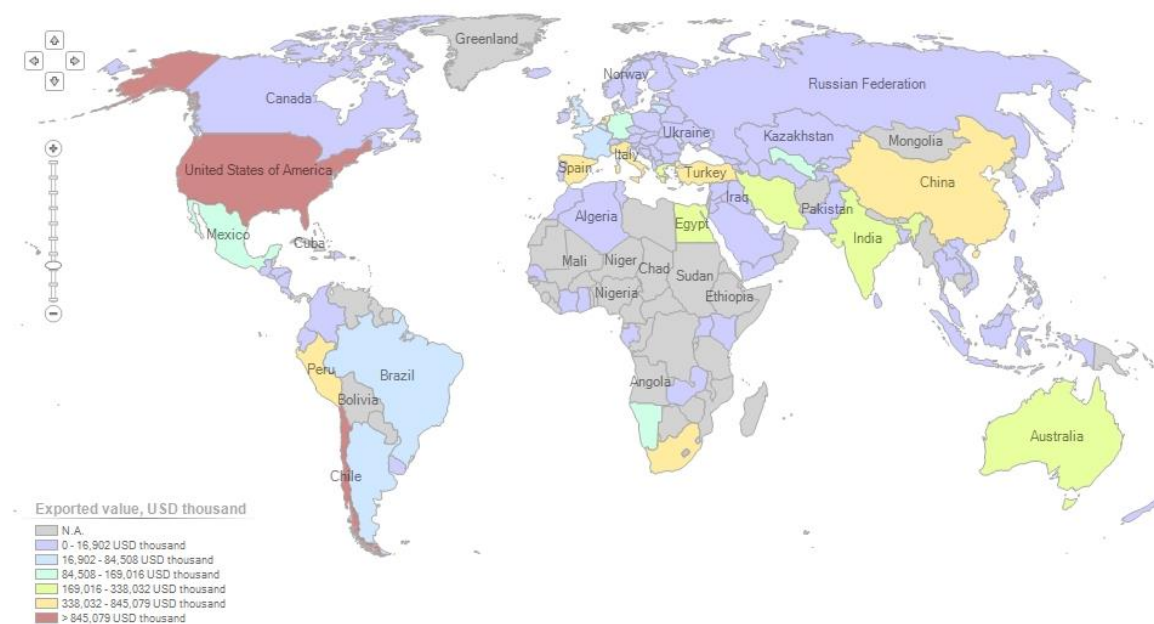 Greenland
Norway
Russian Federation
Canada
Ukraine
Kazakhstan
Mongolia
Italy
Spain
Turkey
China
United States of America
Iraq
Pakistan
Algeria
Egypt
India
Mexico
Cuba
Mali
Niger
Chad
Sudan
Nigeria
Ethiopia
Peru
Brazil
Angola
Bolivia
Australia
Chile
Exported value, USD thousand
N.A.
0 - 16,902 USD thousand
16,902 - 84,508 USD thousand
84,508 - 169,016 USD thousand
169,016 - 338,032 USD thousand
338,032 - 845,079 USD thousand
> 845,079 USD thousand